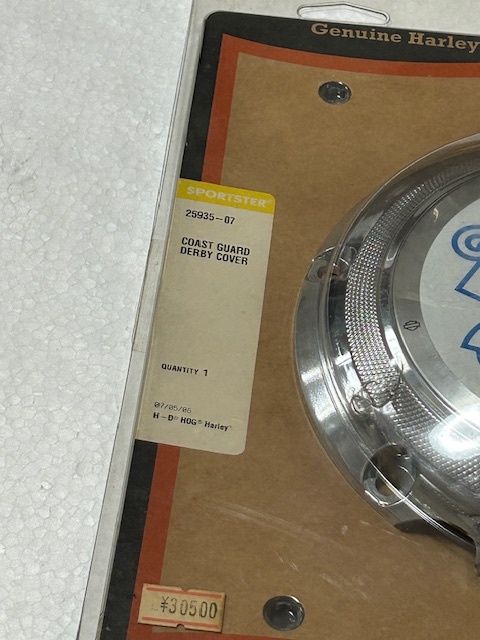 Genuine Harley
SPORTSTER®
25935-07
COAST GUARD
DERBY COVER
QUANTITY 1
07/05/06
H-D® HOG® Harley®
¥30500